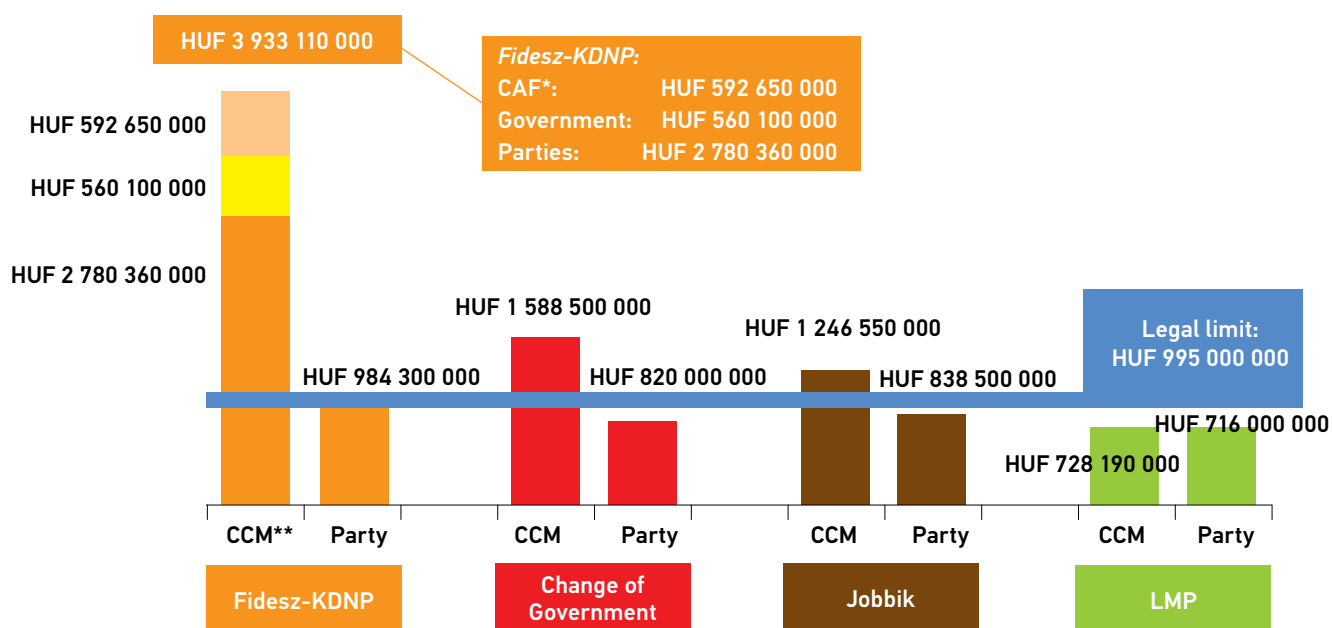 HUF 3 933 110 000
Fidesz-KDNP:
CAF*: HUF 592 650 000
Government: HUF 560 100 000
Parties: HUF 2 780 360 000
HUF 592 650 000
HUF 560 100 000
HUF 2 780 360 000
HUF 984 300 000
HUF 1 588 500 000
HUF 820 000 000
HUF 1 246 550 000
HUF 838 500 000
Legal limit:
HUF 995 000 000
HUF 728 190 000
HUF 716 000 000
CCM** Party CCM Party CCM Party CCM Party
Fidesz-KDNP
Change of
Government
Jobbik
LMP